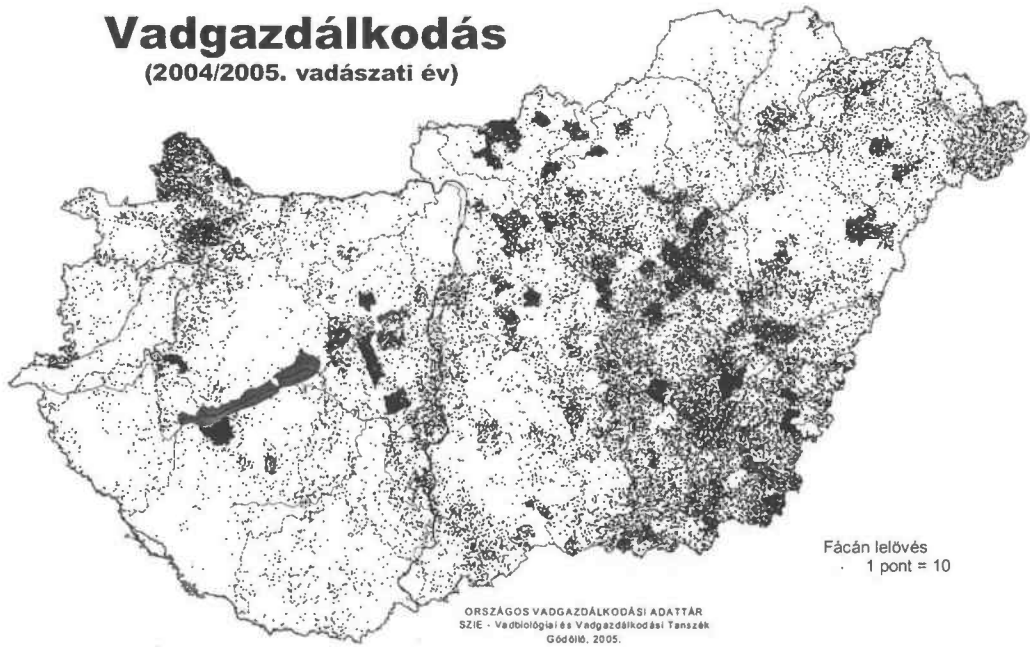 Vadgazdálkodás
(2004/2005. vadászati év)
Fácán lelövés
. 1 pont = 10
ORSZÁGOS VADGAZDÁLKODÁSI ADATTÁR
SZIE - Vadbiológiai és Vadgazdálkodási Tanszék
Gödöllő, 2005.